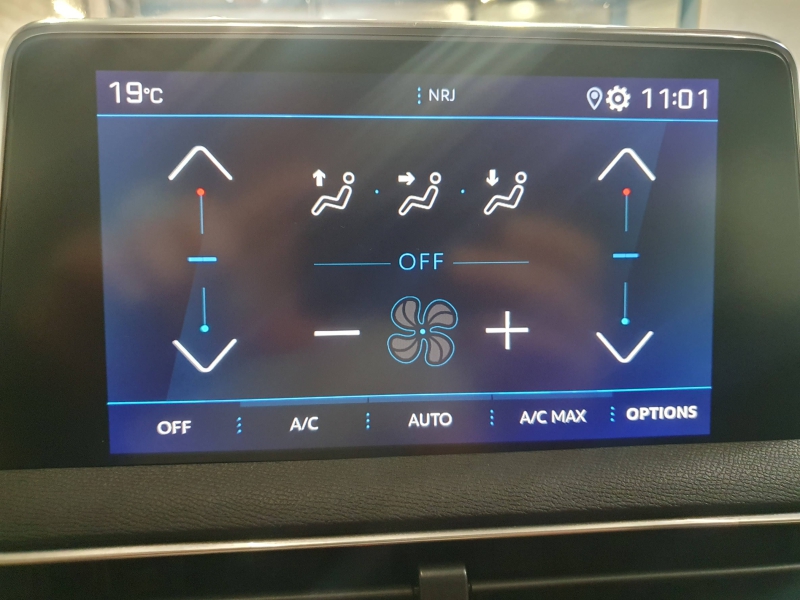 19°C NRJ 11:01
OFF
OFF A/C AUTO A/C MAX OPTIONS